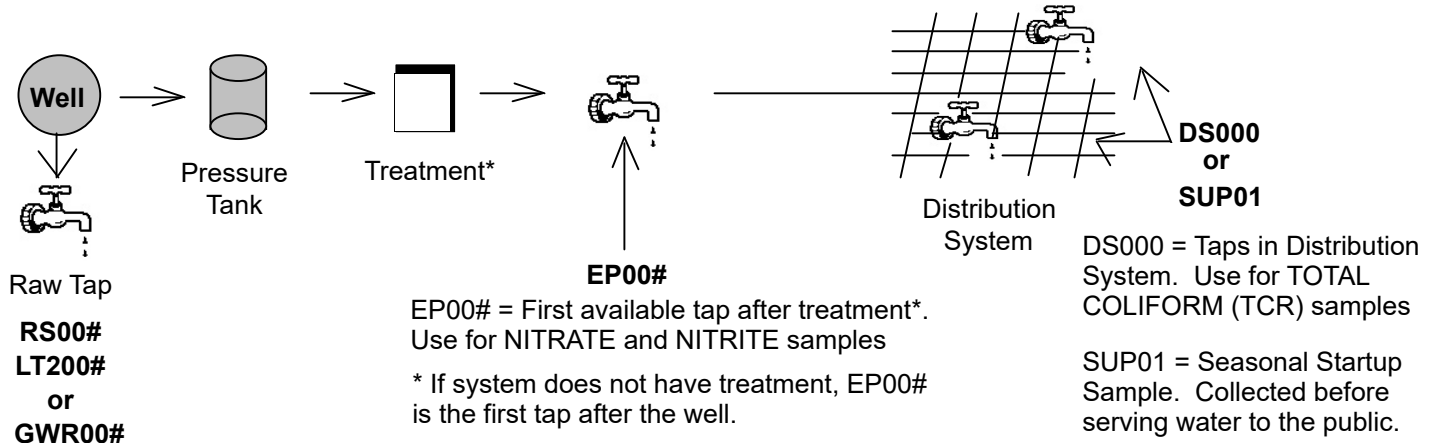 Well
Raw Tap
RS00#
LT200#
or
GWR00#
Pressure
Tank
Treatment*
EP00#
EP00# = First available tap after treatment*.
Use for NITRATE and NITRITE samples
* If system does not have treatment, EP00#
is the first tap after the well.
Distribution
System
DS000
or
SUP01
DS000 = Taps in Distribution
System. Use for TOTAL
COLIFORM (TCR) samples
SUP01 = Seasonal Startup
Sample. Collected before
serving water to the public.